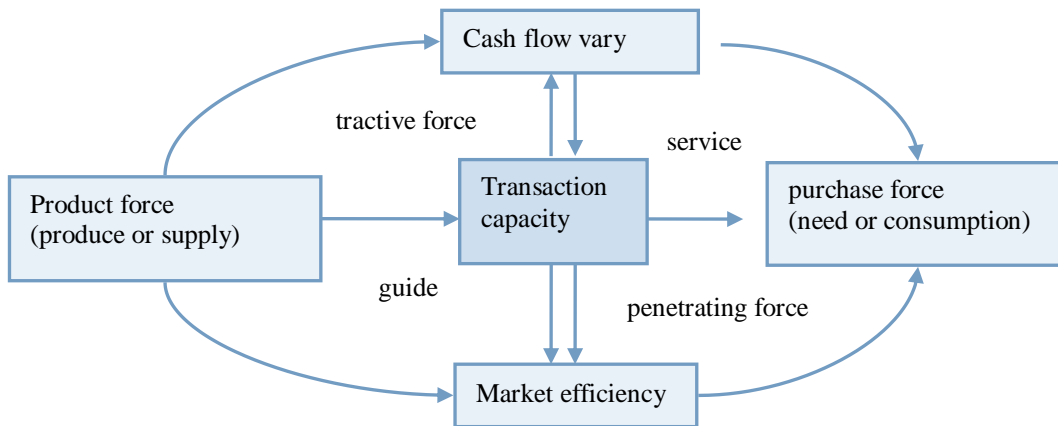 Cash flow vary
tractive force
service
Product force
(produce or supply)
Transaction
capacity
purchase force
(need or consumption)
guide
penetrating force
Market efficiency